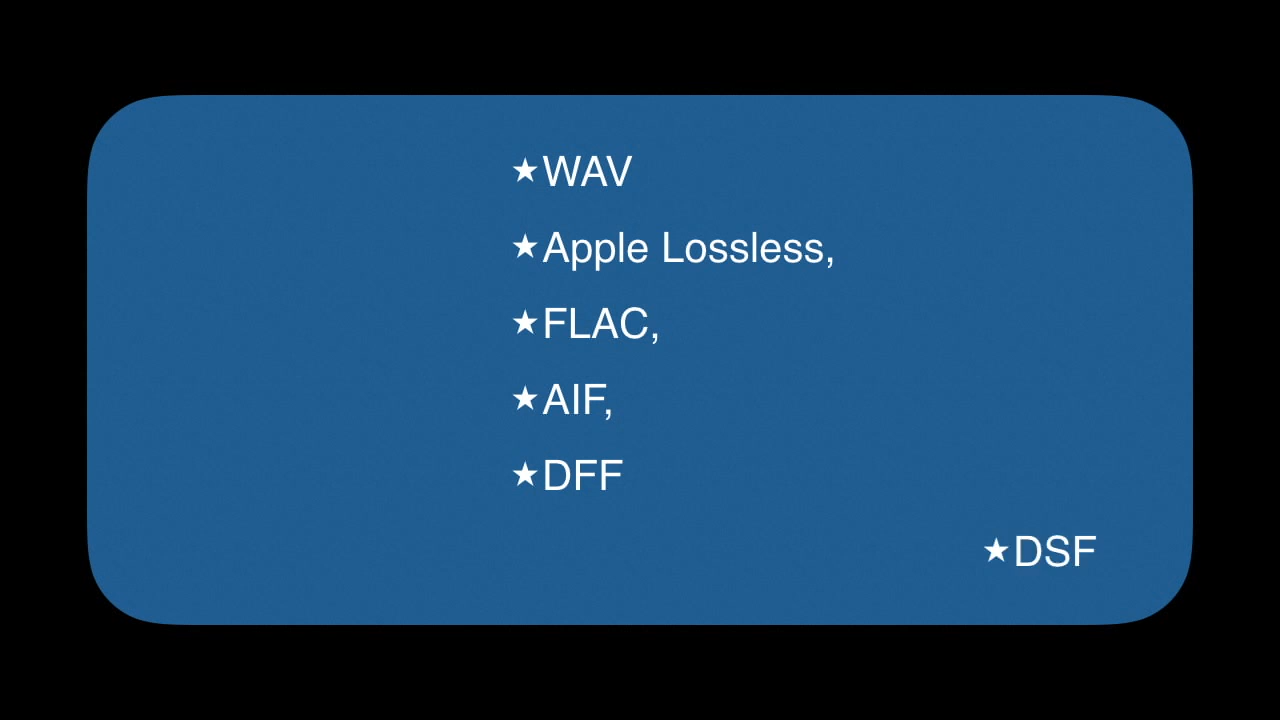 ★WAV
★Apple Lossless,
★FLAC,
★AIF,
★DFF
★DSF